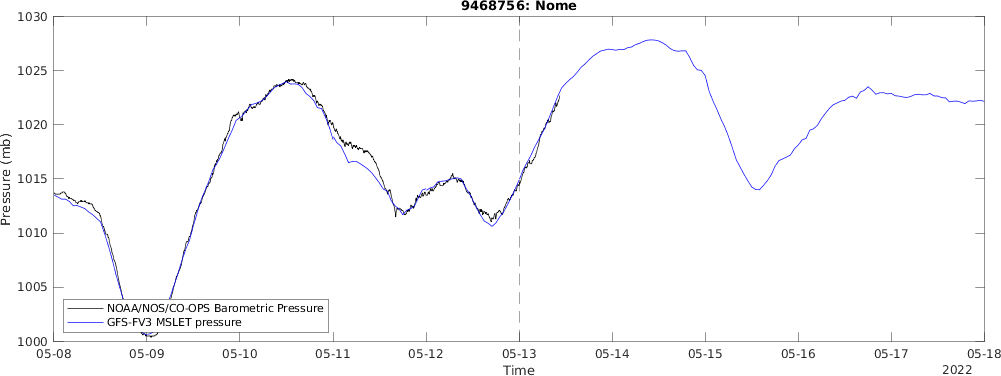 9468756: Nome
1030
1025
1020
1015
1010
1005
1000
Pressure (mb)
NOAA/NOS/CO-OPS Barometric Pressure
GFS-FV3 MSLET pressure
05-08 05-09 05-10 05-11 05-12 05-13 05-14 05-15 05-16 05-17 05-18
Time
2022